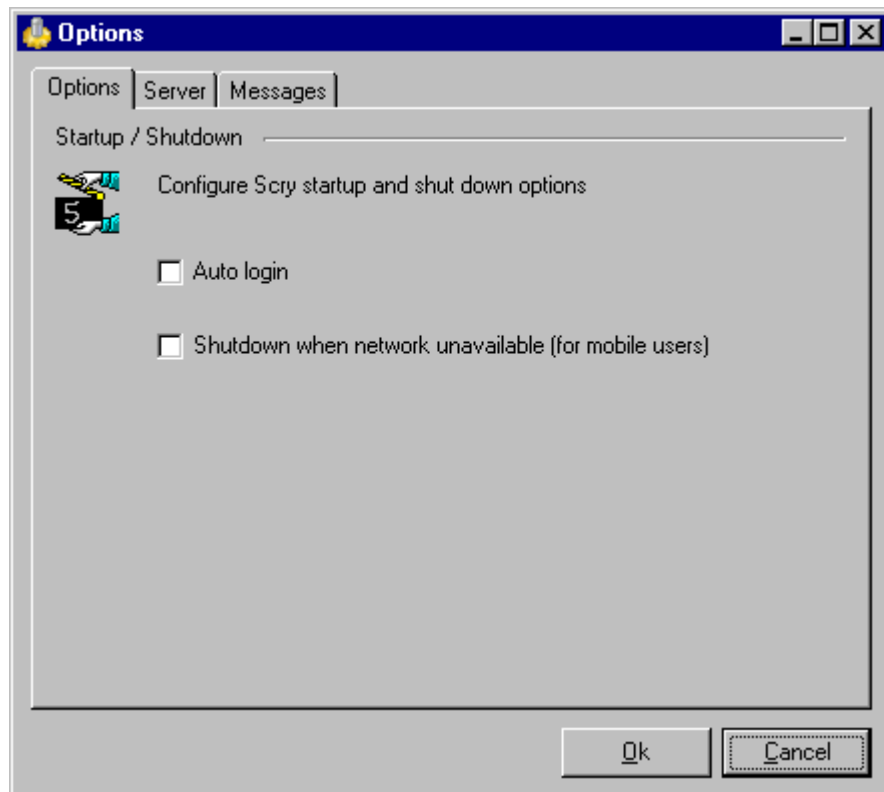 Options
Options
Server
Messages
Startup / Shutdown
5
Configure Scry startup and shut down options
Auto login
Shutdown when network unavailable (for mobile users)
Ok
Cancel